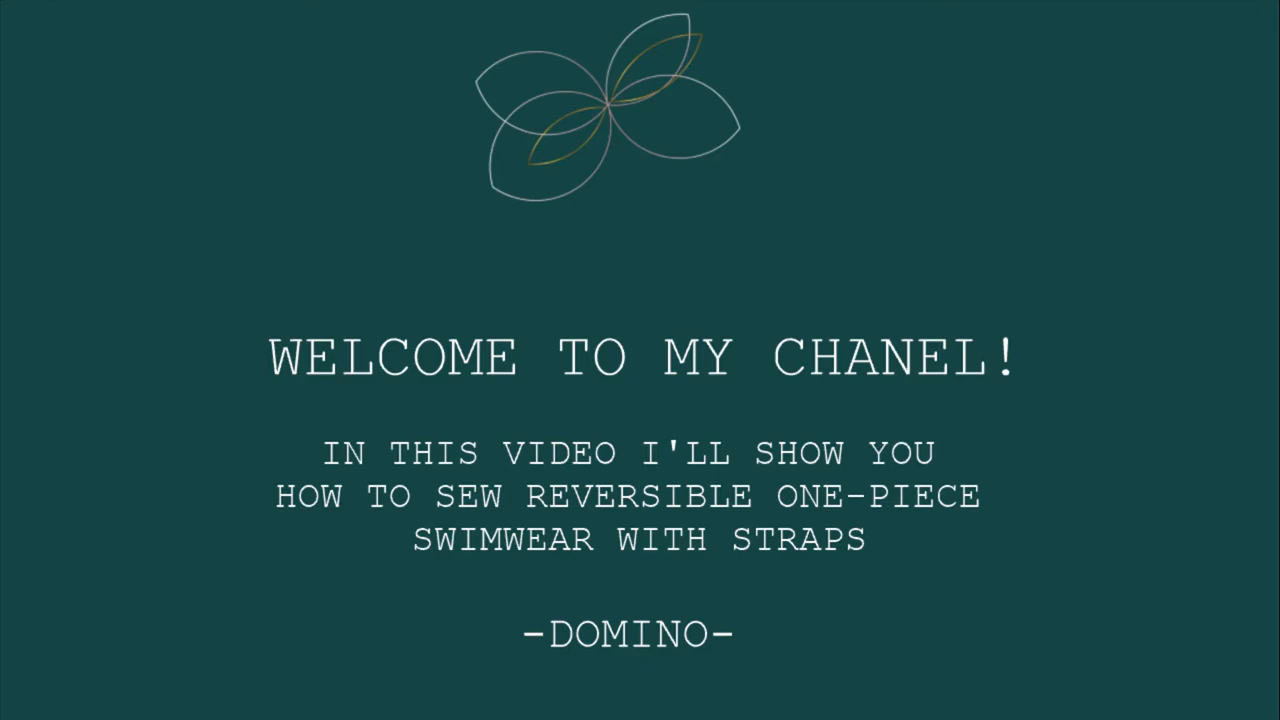 WELCOME TO MY CHANEL!
IN THIS VIDEO I'LL SHOW YOU
HOW TO SEW REVERSIBLE ONE-PIECE
SWIMWEAR WITH STRAPS
-DOMINO-